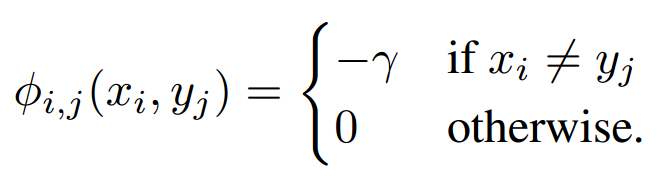 ϕ_{i,j}(x_i, y_j) = { −γ if x_i ≠ y_j
0 otherwise.